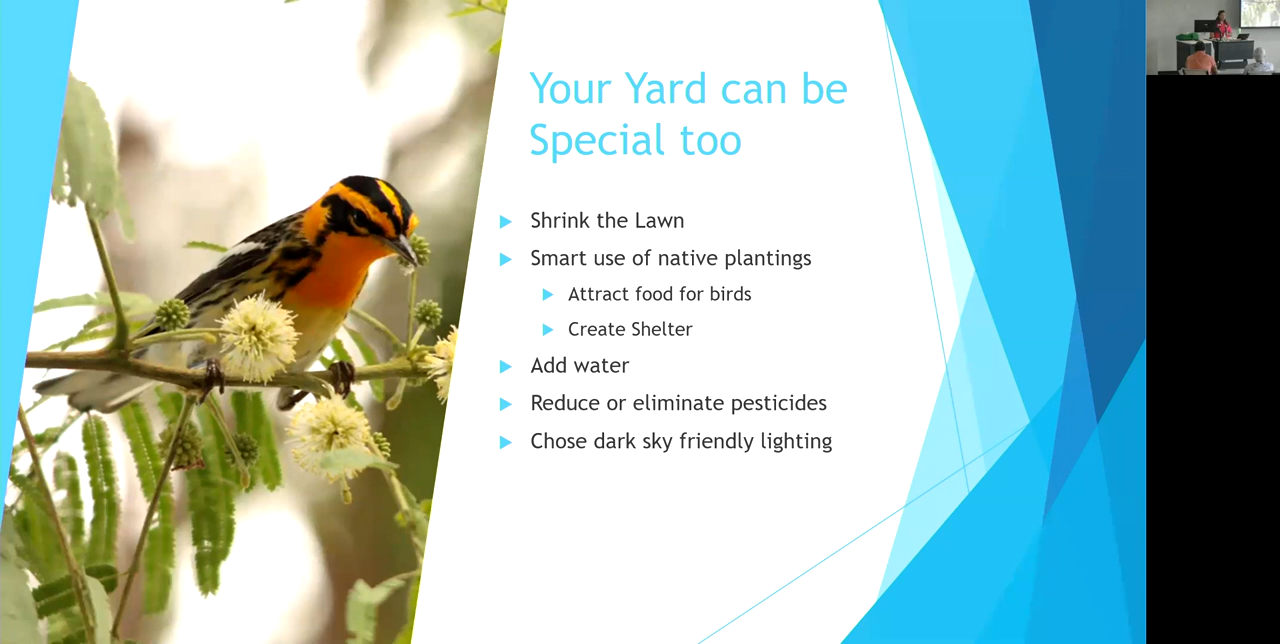 Your Yard can be
Special too
Shrink the Lawn
Smart use of native plantings
Attract food for birds
Create Shelter
Add water
Reduce or eliminate pesticides
Chose dark sky friendly lighting